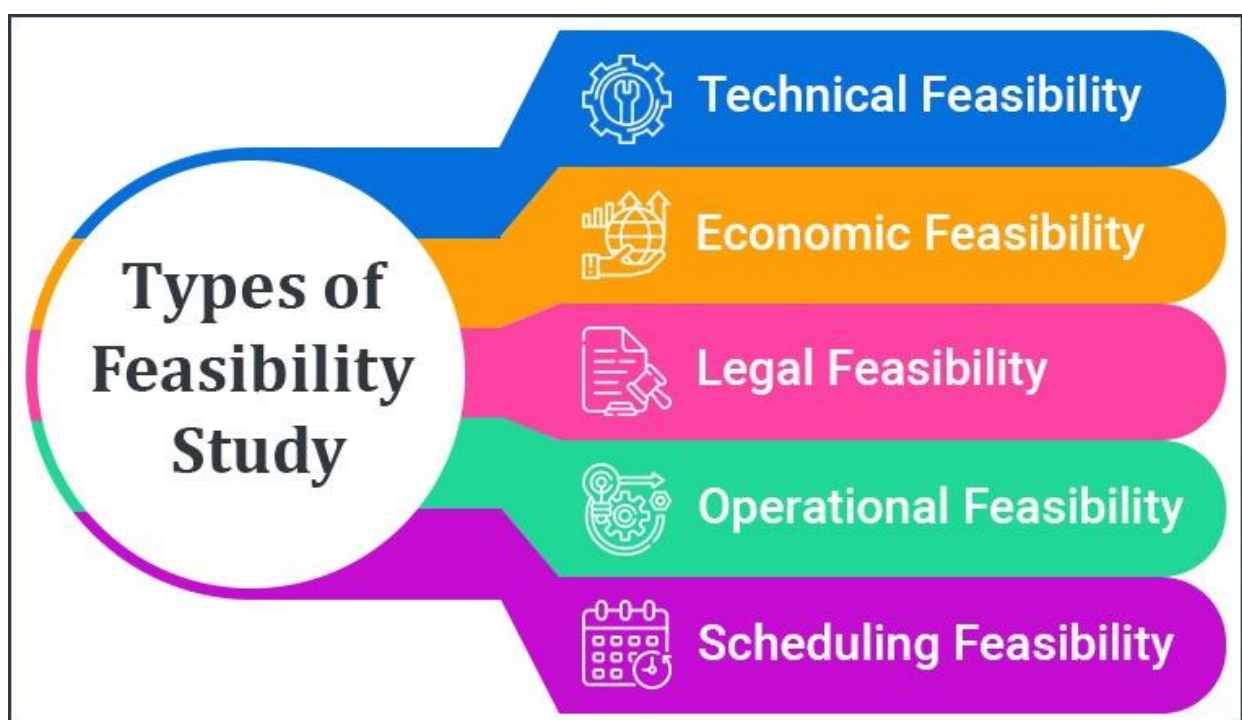 Types of
Feasibility
Study
Technical Feasibility
Economic Feasibility
Legal Feasibility
Operational Feasibility
Scheduling Feasibility